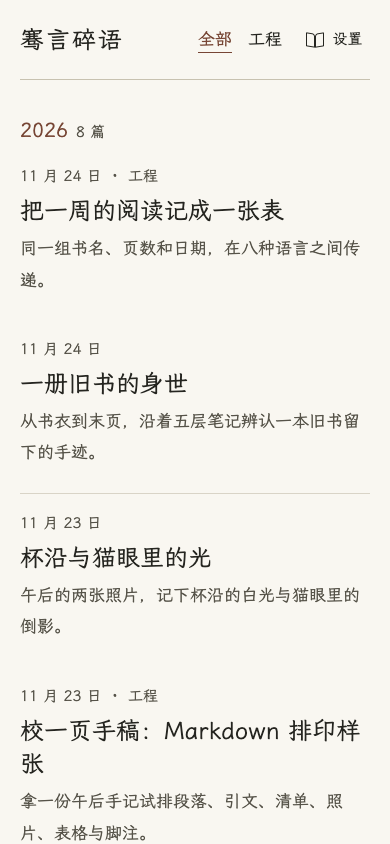 骞言碎语
全部 工程 设置
2026 8 篇
11 月 24 日 · 工程
把一周的阅读记成一张表
同一组书名、页数和日期，在八种语言之间传
递。
11 月 24 日
一册旧书的身世
从书衣到末页，沿着五层笔记辨认一本旧书留
下的手迹。
11 月 23 日
杯沿与猫眼里的光
午后的两张照片，记下杯沿的白光与猫眼里的
倒影。
11 月 23 日 · 工程
校一页手稿：Markdown 排印样
张
拿一份午后手记试排段落、引文、清单、照
片、表格与脚注。